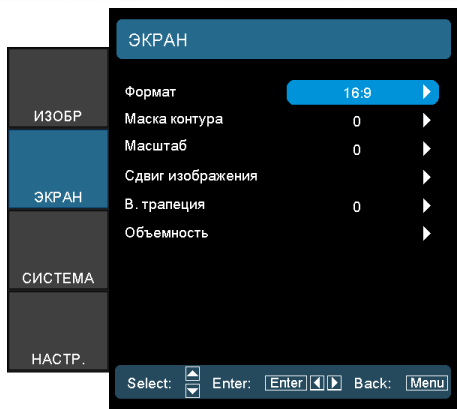 ЭКРАН
ИЗОБР
ЭКРАН
СИСТЕМА
НАСТР.
Формат 16:9
Маска контура 0
Масштаб 0
Сдвиг изображения
В. трапеция 0
Объемность
Select: Enter: Enter Back: Menu